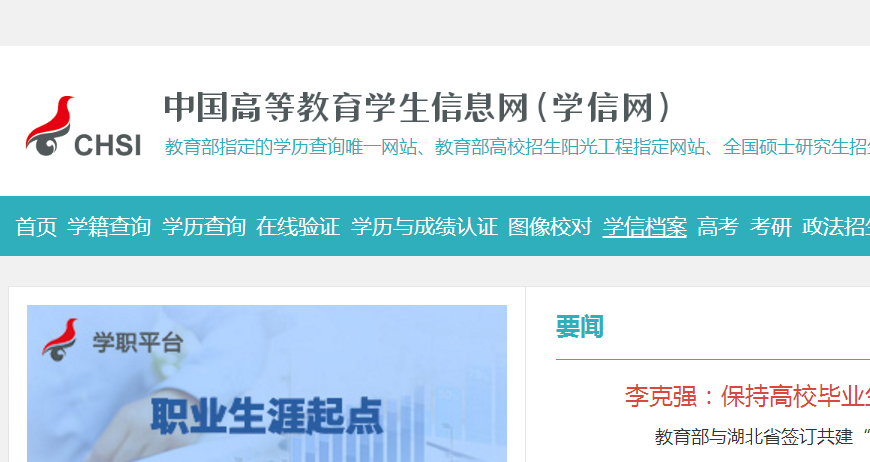 中国高等教育学生信息网(学信网)
CHSI
教育部指定的学历查询唯一网站、教育部高校招生阳光工程指定网站、全国硕士研究生招生
首页 学籍查询 学历查询 在线验证 学历与成绩认证 图像校对 学信档案 高考 考研 政法招生
学职平台
职业生涯起点
要闻
李克强：保持高校毕业生
教育部与湖北省签订共建“